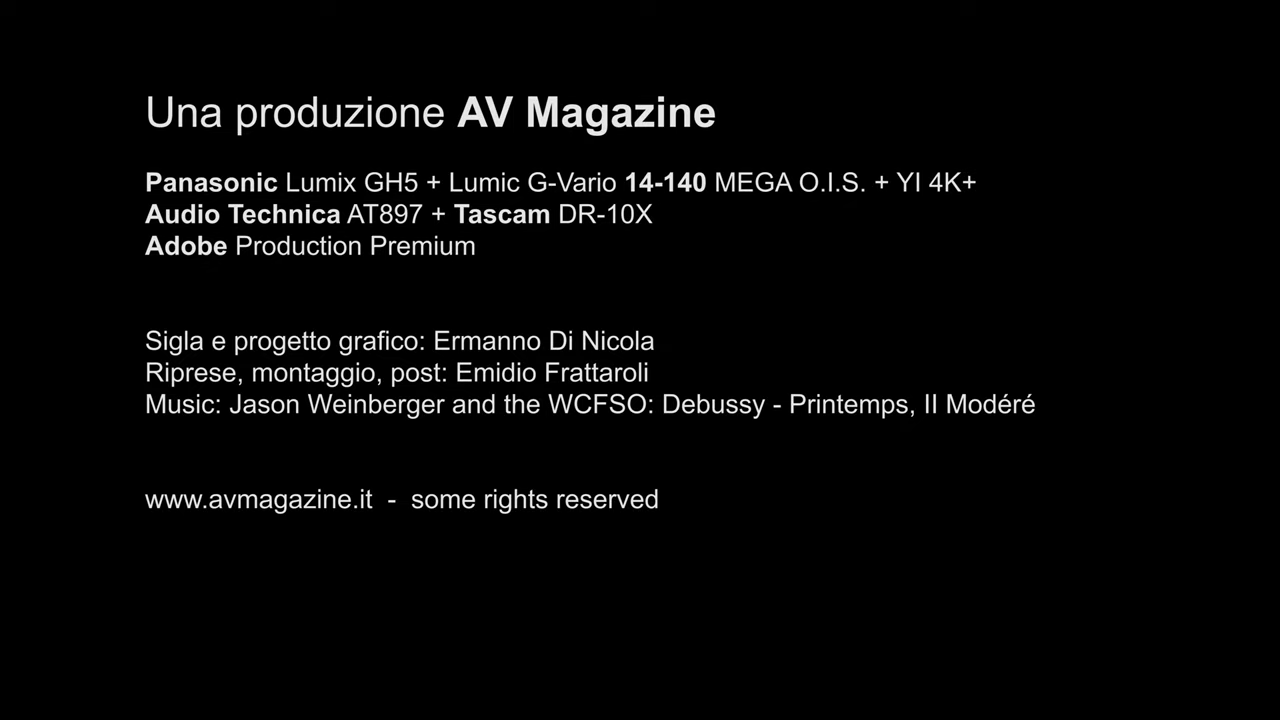 Una produzione AV Magazine
Panasonic Lumix GH5 + Lumic G-Vario 14-140 MEGA O.I.S. + YI 4K+
Audio Technica AT897 + Tascam DR-10X
Adobe Production Premium
Sigla e progetto grafico: Ermanno Di Nicola
Riprese, montaggio, post: Emidio Frattaroli
Music: Jason Weinberger and the WCFSO: Debussy - Printemps, II Modéré
www.avmagazine.it - some rights reserved